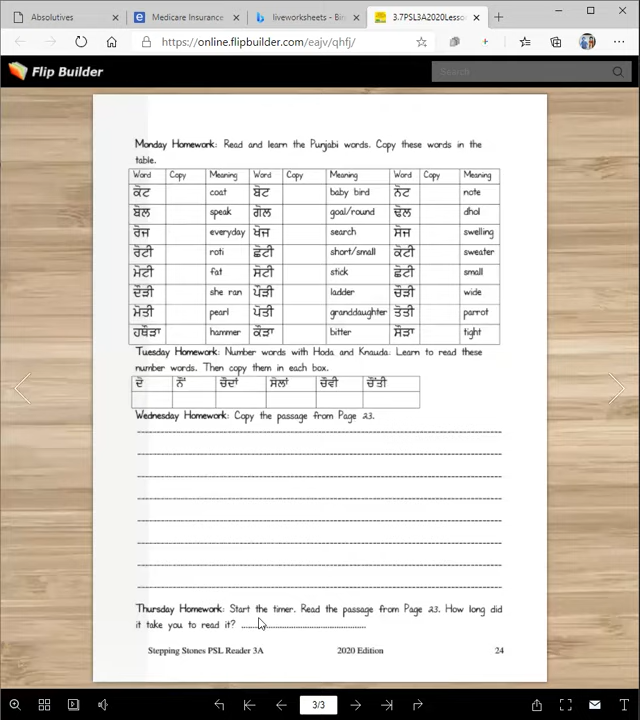 Absolutives
Medicare Insurance
liveworksheets - Bin
3.7PSL3A2020Lesso
https://online.flipbuilder.com/eajv/qhfj/
Flip Builder
Search
Monday Homework: Read and learn the Punjabi words. Copy these words in the
table.
Word Copy Meaning Word Copy Meaning Word Copy Meaning
ਕੋਟ coat ਬੋਟ baby bird ਨੋਟ note
ਬੋਲ speak ਗੋਲ goal/round ਢੋਲ dhol
ਰੋਜ਼ everyday ਖੋਜ search ਸੋਜ swelling
ਰੋਟੀ roti ਛੋਟੀ short/small ਕੋਟੀ sweater
ਮੋਟੀ fat ਸੋਟੀ stick ਛੋਟੀ small
ਦੌੜੀ she ran ਪੌੜੀ ladder ਚੌੜੀ wide
ਮੋਤੀ pearl ਪੋਤੀ granddaughter ਤੋਤੀ parrot
ਹਥੌੜਾ hammer ਕੌੜਾ bitter ਸੌੜਾ tight
Tuesday Homework: Number words with Hoda and Knauda: Learn to read these
number words. Then copy them in each box.
ਦੋ ਨੌਂ ਚੌਦਾਂ ਸੋਲਾਂ ਚੌਵੀ ਚੌਂਤੀ
Wednesday Homework: Copy the passage from Page 23.
Thursday Homework: Start the timer. Read the passage from Page 23. How long did
it take you to read it?
Stepping Stones PSL Reader 3A 2020 Edition 24
3/3